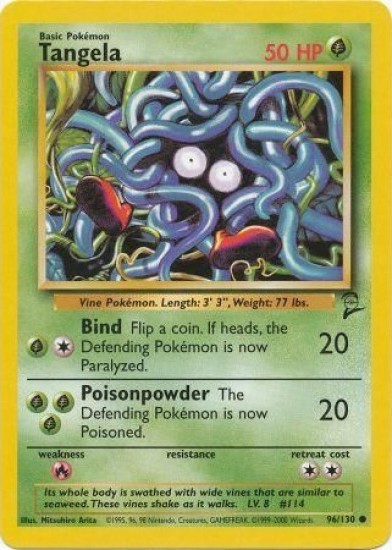 Basic Pokémon
Tangela 50 HP
Vine Pokémon. Length: 3' 3", Weight: 77 lbs.
Bind Flip a coin. If heads, the
Defending Pokémon is now
Paralyzed.
20
Poisonpowder The
Defending Pokémon is now
Poisoned.
20
weakness resistance retreat cost
Its whole body is swathed with wide vines that are similar to
seaweed. These vines shake as it walks. LV. 8 #114
Illus. Mitsuhiro Arita ©1995, 96, 98 Nintendo, Creatures, GAMEFREAK. ©1999-2000 Wizards. 96/130